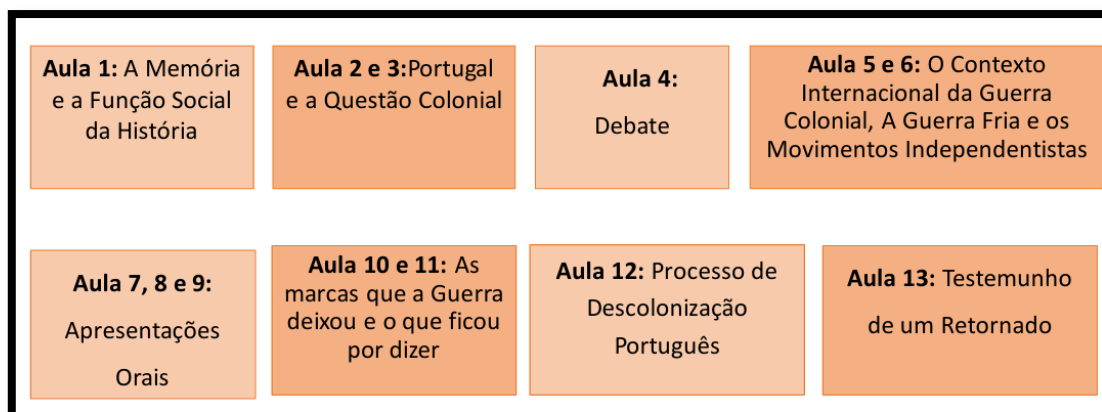 Aula 1: A Memória
e a Função Social
da História
Aula 2 e 3:Portugal
e a Questão Colonial
Aula 4:
Debate
Aula 5 e 6: O Contexto
Internacional da Guerra
Colonial, A Guerra Fria e os
Movimentos Independentistas
Aula 7, 8 e 9:
Apresentações
Orais
Aula 10 e 11: As
marcas que a Guerra
deixou e o que ficou
por dizer
Aula 12: Processo de
Descolonização
Português
Aula 13: Testemunho
de um Retornado